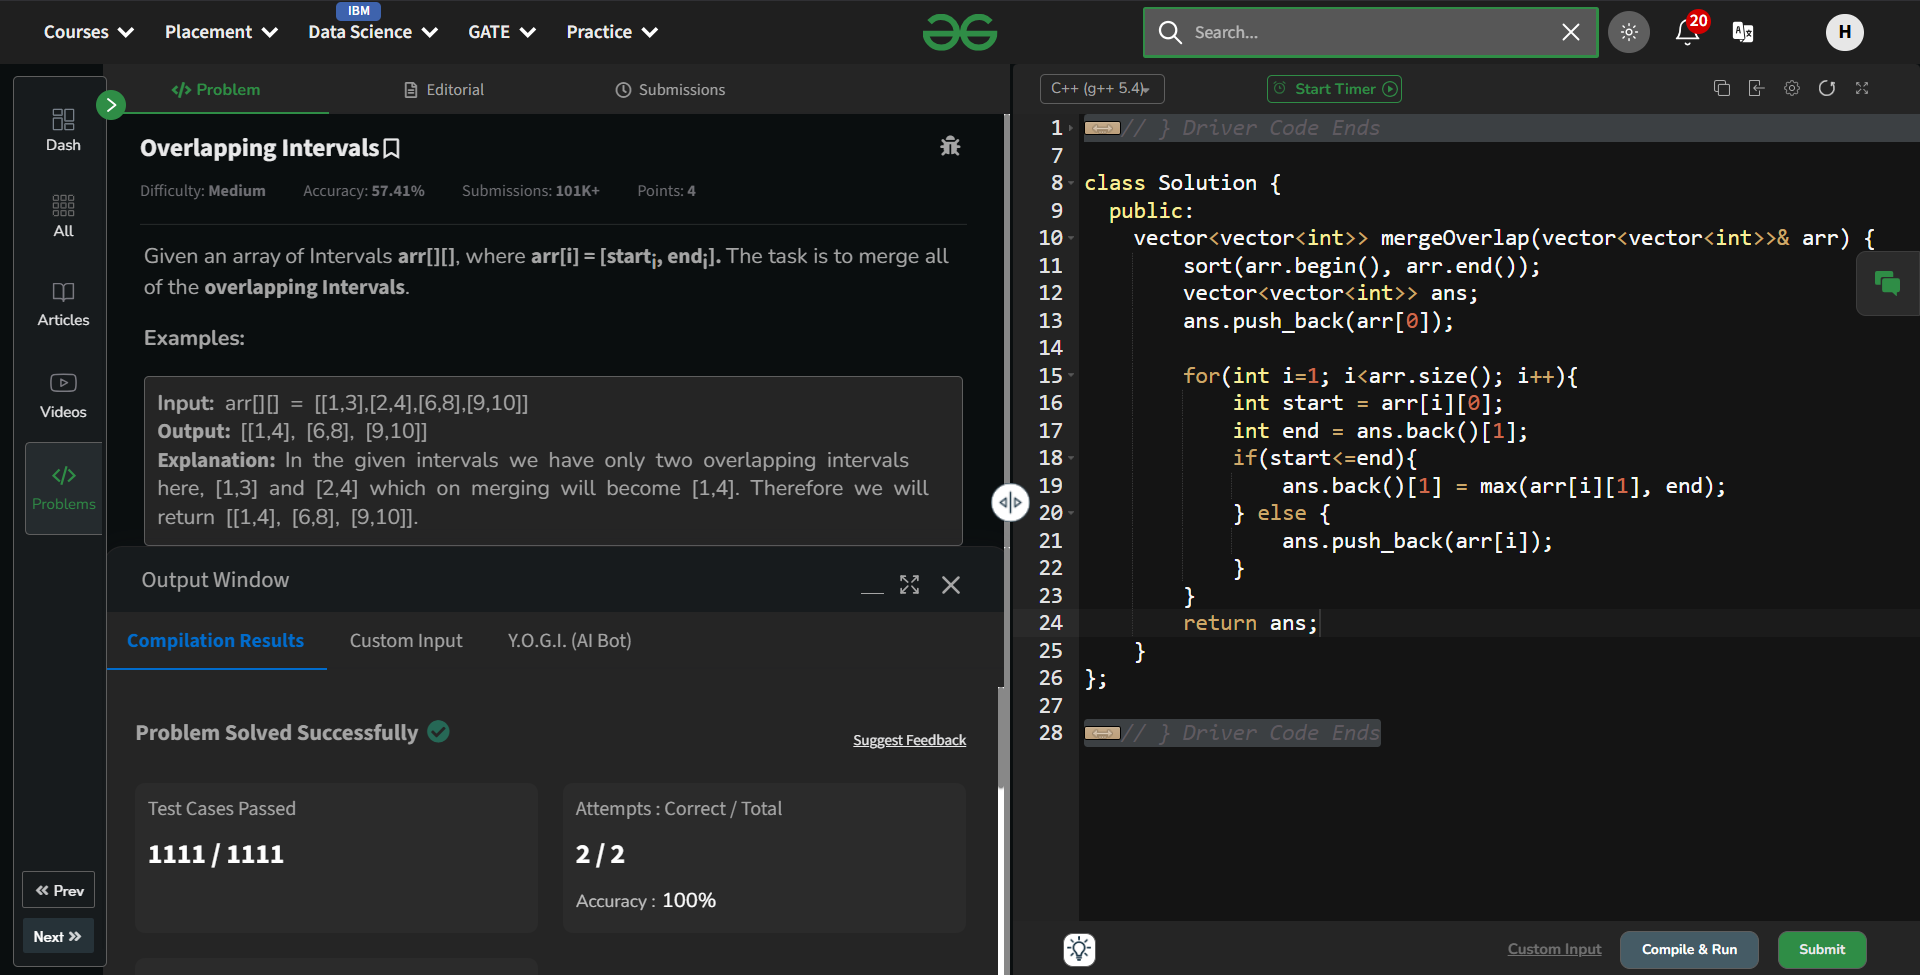 IBM
Courses Placement Data Science GATE Practice
Search...
20
H
Dash
All
Articles
Videos
Problems
Prev
Next
Problem Editorial Submissions
Overlapping Intervals
Difficulty: Medium Accuracy: 57.41% Submissions: 101K+ Points: 4
Given an array of Intervals arr[][], where arr[i] = [starti, endi]. The task is to merge all
of the overlapping Intervals.
Examples:
Input: arr[][] = [[1,3],[2,4],[6,8],[9,10]]
Output: [[1,4], [6,8], [9,10]]
Explanation: In the given intervals we have only two overlapping intervals
here, [1,3] and [2,4] which on merging will become [1,4]. Therefore we will
return [[1,4], [6,8], [9,10]].
Output Window
Compilation Results Custom Input Y.O.G.I. (AI Bot)
Problem Solved Successfully
Suggest Feedback
Test Cases Passed
1111 / 1111
Attempts : Correct / Total
2 / 2
Accuracy : 100%
C++ (g++ 5.4) Start Timer
1 // } Driver Code Ends
7
8 class Solution {
9 public:
10 vector<vector<int>> mergeOverlap(vector<vector<int>>& arr) {
11 sort(arr.begin(), arr.end());
12 vector<vector<int>> ans;
13 ans.push_back(arr[0]);
14
15 for(int i=1; i<arr.size(); i++){
16 int start = arr[i][0];
17 int end = ans.back()[1];
18 if(start<=end){
19 ans.back()[1] = max(arr[i][1], end);
20 } else {
21 ans.push_back(arr[i]);
22 }
23 }
24 return ans;
25 }
26 };
27
28 // } Driver Code Ends
Custom Input Compile & Run Submit